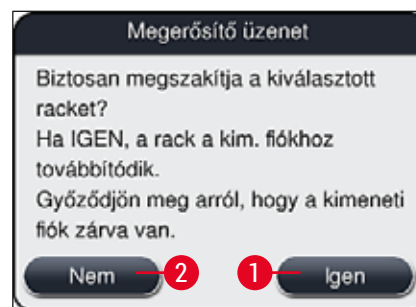 Megerősítő üzenet
Biztosan megszakítja a kiválasztott
racket?
Ha IGEN, a rack a kim. fiókhoz
továbbítódik.
Győződjön meg arról, hogy a kimeneti
fiók zárva van.
Nem 2 1 Igen